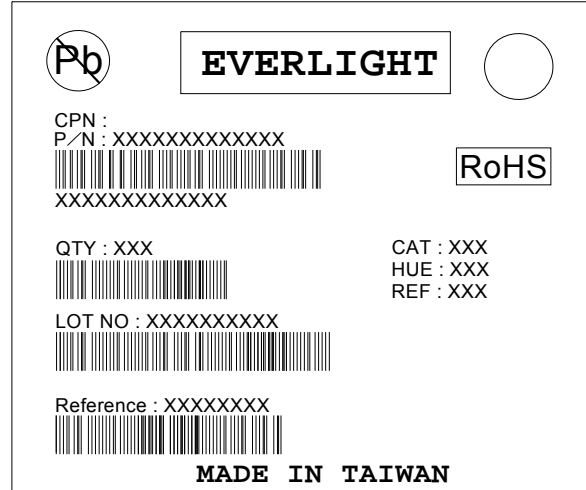 Pb
EVERLIGHT
CPN :
P/N : XXXXXXXXXXXXX
RoHS
XXXXXXXXXXXXX
QTY : XXX
CAT : XXX
HUE : XXX
REF : XXX
LOT NO : XXXXXXXXXX
Reference : XXXXXXXX
MADE IN TAIWAN